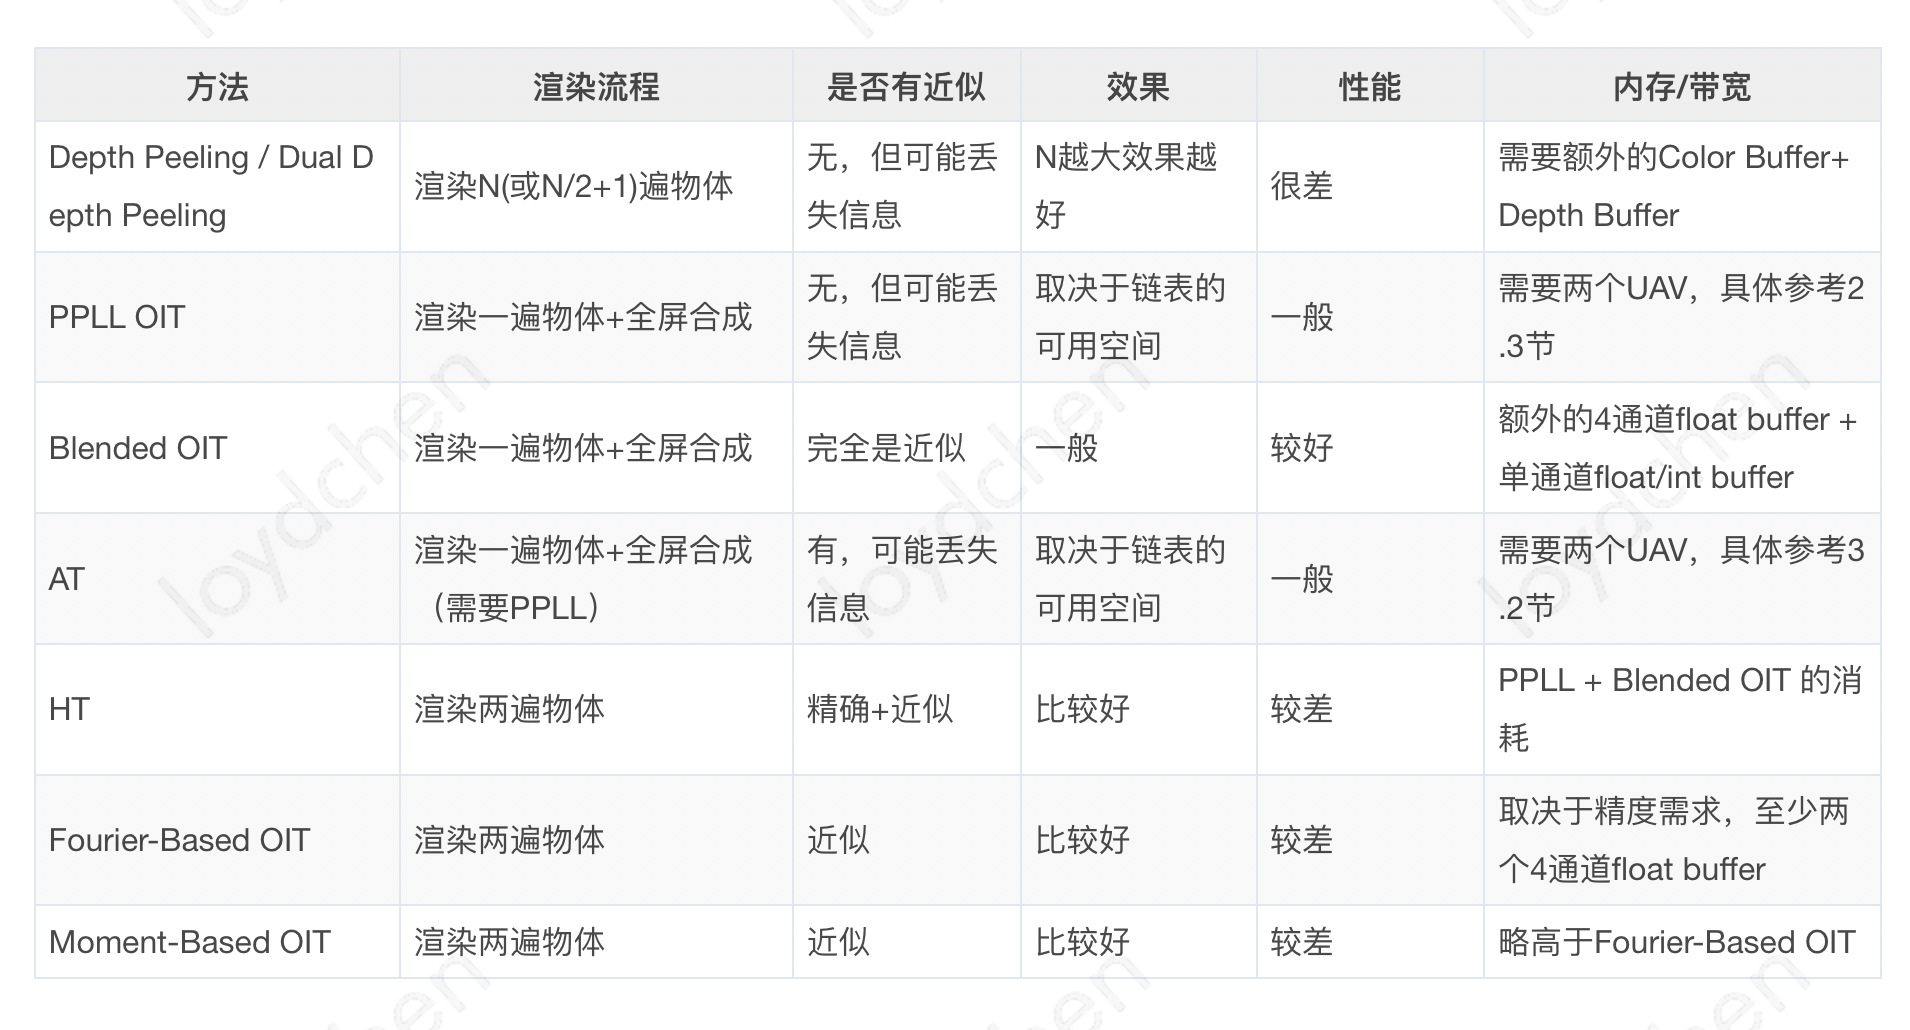 方法 渲染流程 是否有近似 效果 性能 内存/带宽
Depth Peeling / Dual D
epth Peeling
渲染N(或N/2+1)遍物体
无，但可能丢
失信息
N越大效果越
好
很差
需要额外的Color Buffer+
Depth Buffer
PPLL OIT
渲染一遍物体+全屏合成
无，但可能丢
失信息
取决于链表的
可用空间
一般
需要两个UAV，具体参考2
.3节
Blended OIT
渲染一遍物体+全屏合成
完全是近似
一般
较好
额外的4通道float buffer +
单通道float/int buffer
AT
渲染一遍物体+全屏合成
（需要PPLL）
有，可能丢失
信息
取决于链表的
可用空间
一般
需要两个UAV，具体参考3
.2节
HT
渲染两遍物体
精确+近似
比较好
较差
PPLL + Blended OIT 的消
耗
Fourier-Based OIT
渲染两遍物体
近似
比较好
较差
取决于精度需求，至少两
个4通道float buffer
Moment-Based OIT
渲染两遍物体
近似
比较好
较差
略高于Fourier-Based OIT
loydchen
loydchen
loydchen